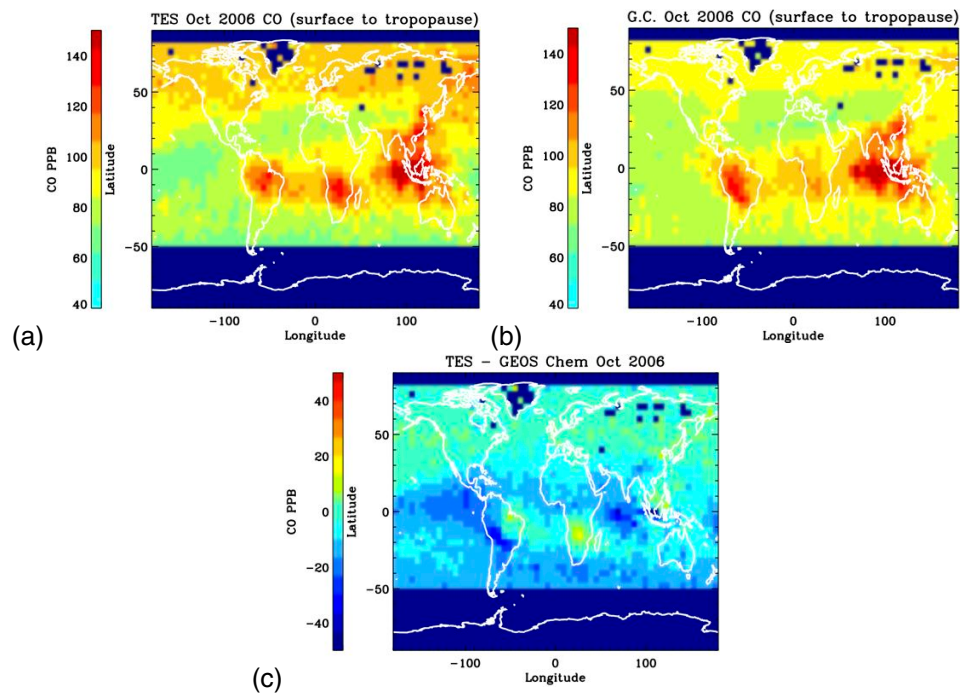 TES Oct 2006 CO (surface to tropopause)
140
120
100
80
60
40
CO PPB
Latitude
50
0
−50
−100 0 100
Longitude
(a)
G.C. Oct 2006 CO (surface to tropopause)
140
120
100
80
60
40
CO PPB
Latitude
50
0
−50
−100 0 100
Longitude
(b)
TES − GEOS Chem Oct 2006
40
20
0
−20
−40
CO PPB
Latitude
50
0
−50
−100 0 100
Longitude
(c)